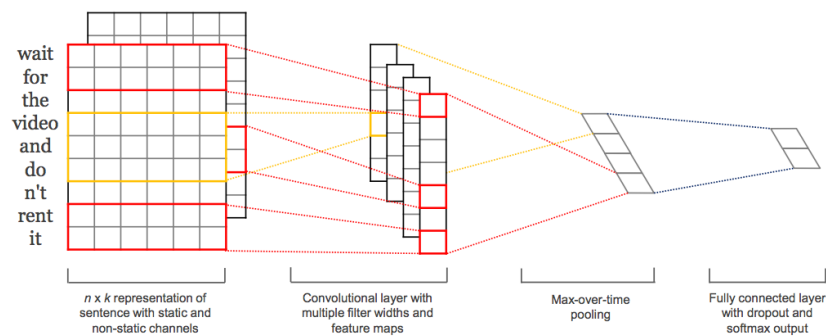 wait
for
the
video
and
do
n't
rent
it
n x k representation of
sentence with static and
non-static channels
Convolutional layer with
multiple filter widths and
feature maps
Max-over-time
pooling
Fully connected layer
with dropout and
softmax output